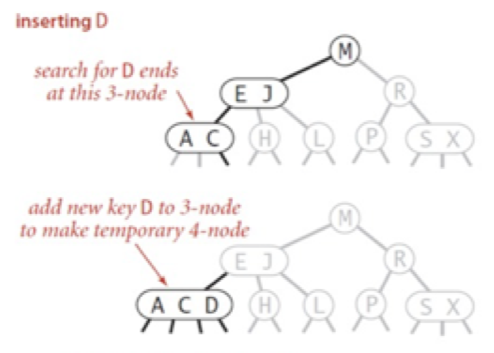 inserting D
M
search for D ends
at this 3-node
E J
R
A C
H
L
P
S X
add new key D to 3-node
to make temporary 4-node
M
E J
R
A C D
H
L
P
S X